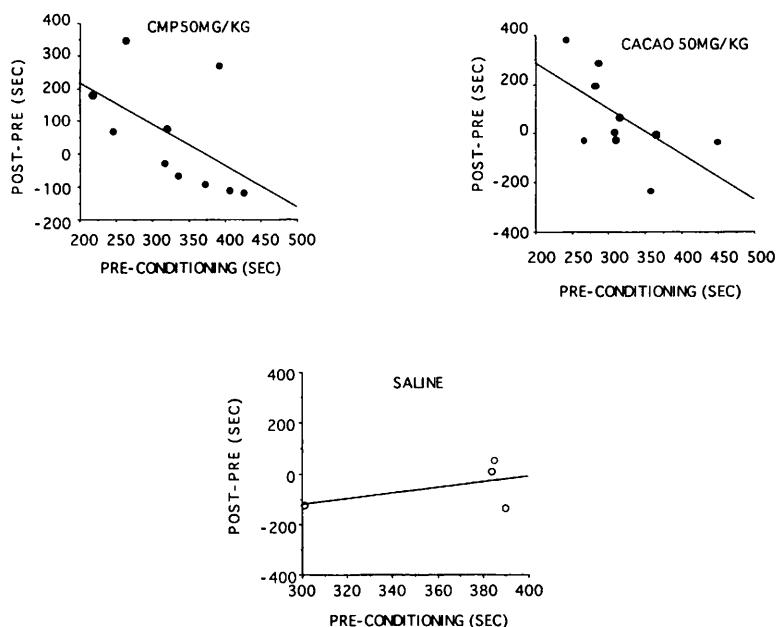 CMP50MG/KG
POST-PRE (SEC)
400
300
200
100
0
-100
-200
200 250 300 350 400 450 500
PRE-CONDITIONING (SEC)
CACAO 50MG/KG
POST-PRE (SEC)
400
200
0
-200
-400
200 250 300 350 400 450 500
PRE-CONDITIONING (SEC)
SALINE
POST-PRE (SEC)
400
200
0
-200
-400
300 320 340 360 380 400
PRE-CONDITIONING (SEC)